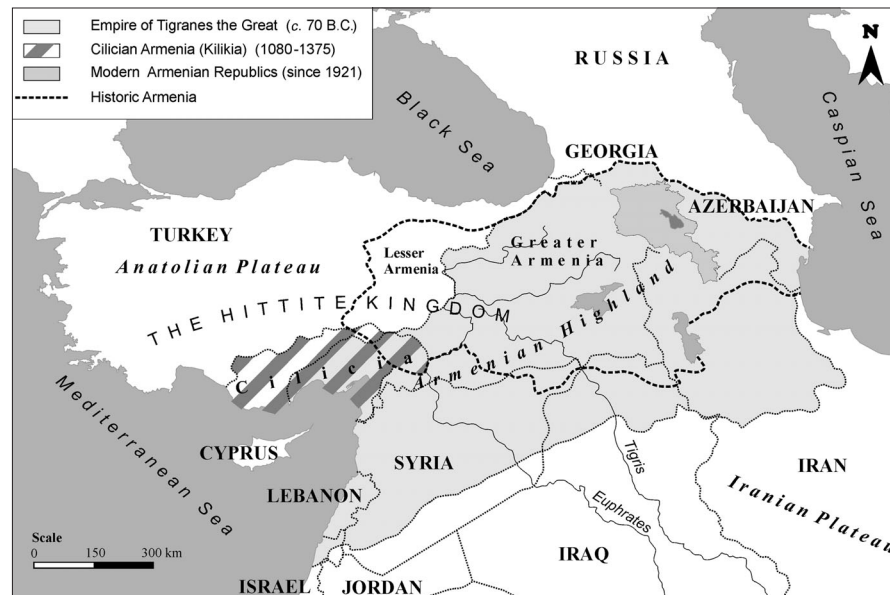 Empire of Tigranes the Great (c. 70 B.C.)
Cilician Armenia (Kilikia) (1080-1375)
Modern Armenian Republics (since 1921)
Historic Armenia
N
RUSSIA
Black Sea
Caspian Sea
GEORGIA
AZERBAIJAN
TURKEY
Anatolian Plateau
Lesser
Armenia
Greater
Armenia
THE HITTITE KINGDOM
Armenian Highland
Cilicia
Mediterranean Sea
CYPRUS
SYRIA
Tigris
IRAN
Iranian Plateau
LEBANON
Euphrates
Scale
0 150 300 km
IRAQ
ISRAEL
JORDAN